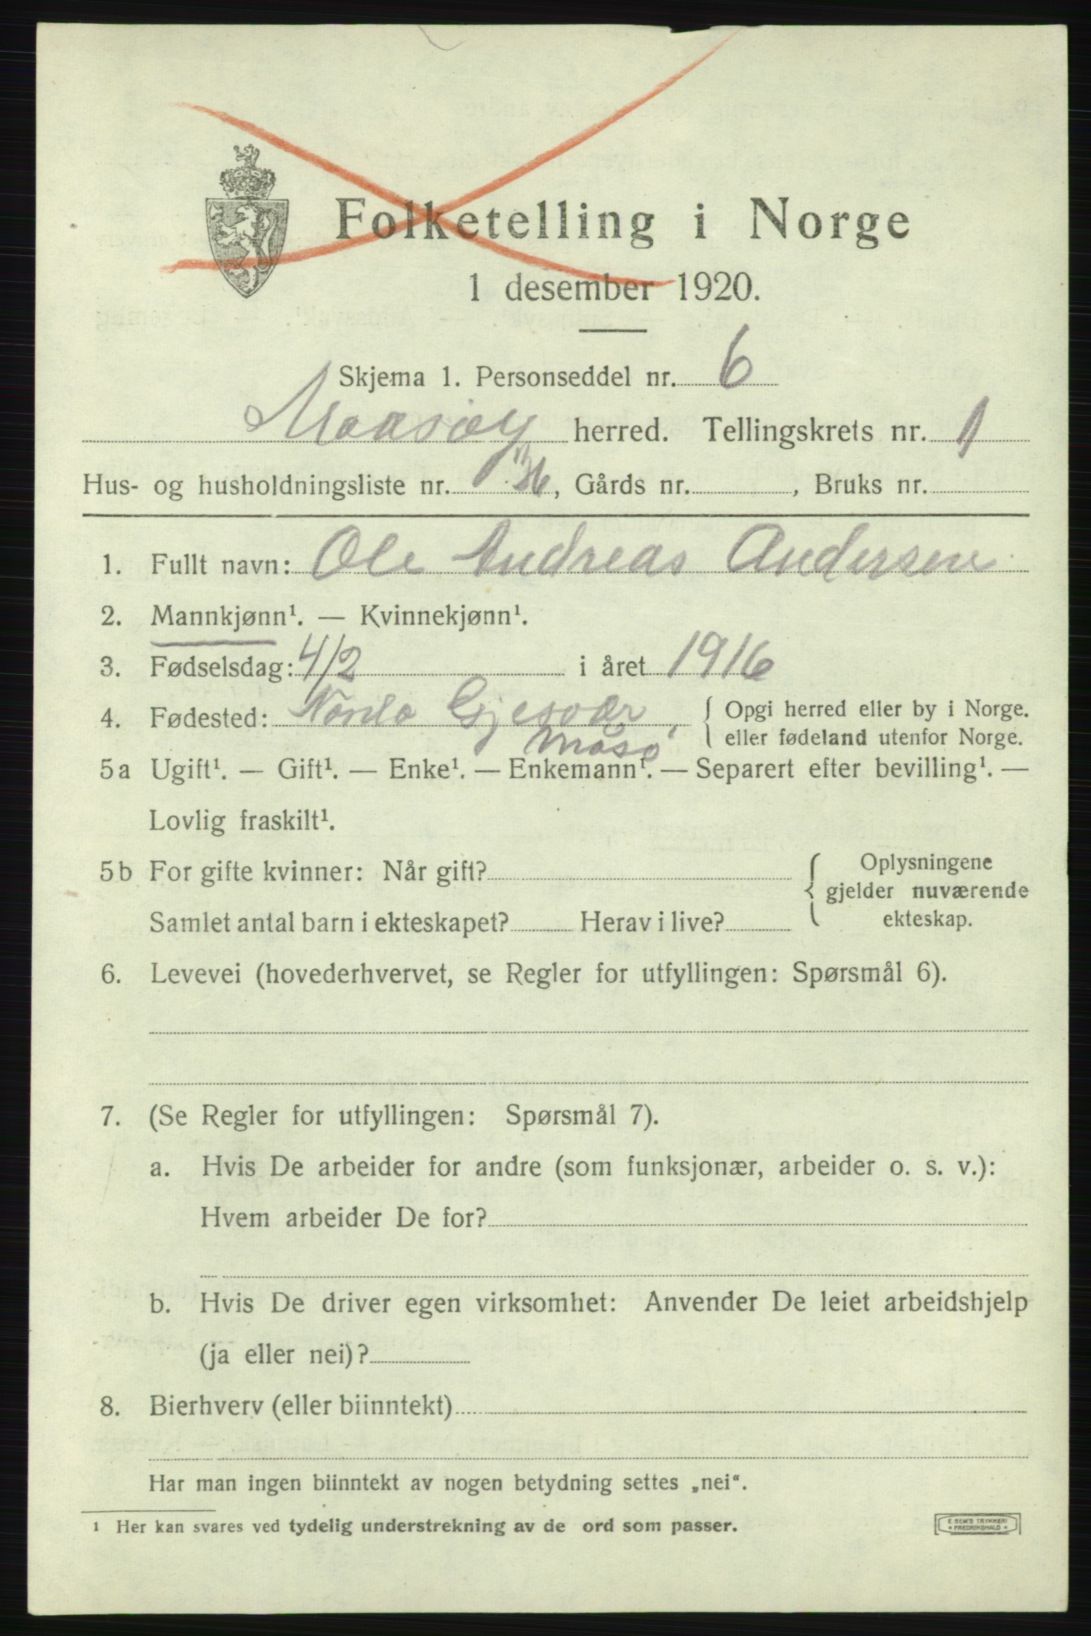 Folketelling i Norge
1 desember 1920.
Skjema 1. Personseddel nr. 6
Maasøy herred. Tellingskrets nr. 1
Hus- og husholdningsliste nr. 36, Gårds nr. , Bruks nr.
1. Fullt navn: Ole Andreas Andersen
2. Mannkjønn¹. — Kvinnekjønn¹.
3. Fødselsdag: 4/2 i året 1916
4. Fødested: Nordo Gjesvær, { Opgi herred eller by i Norge.
Måsø eller fødeland utenfor Norge.
5a Ugift¹. — Gift¹. — Enke¹. — Enkemann¹. — Separert efter bevilling¹. —
Lovlig fraskilt¹.
5b For gifte kvinner: Når gift? { Oplysningene
gjelder nuværende
Samlet antal barn i ekteskapet? Herav i live? ekteskap.
6. Levevei (hovederhvervet, se Regler for utfyllingen: Spørsmål 6).
7. (Se Regler for utfyllingen: Spørsmål 7).
a. Hvis De arbeider for andre (som funksjonær, arbeider o. s. v.):
Hvem arbeider De for?
b. Hvis De driver egen virksomhet: Anvender De leiet arbeidshjelp
(ja eller nei)?
8. Bierhverv (eller biinntekt)
Har man ingen biinntekt av nogen betydning settes „nei“.
¹ Her kan svares ved tydelig understrekning av de ord som passer.
E. SEM'S TRYKKERI
FREDRIKSHALD